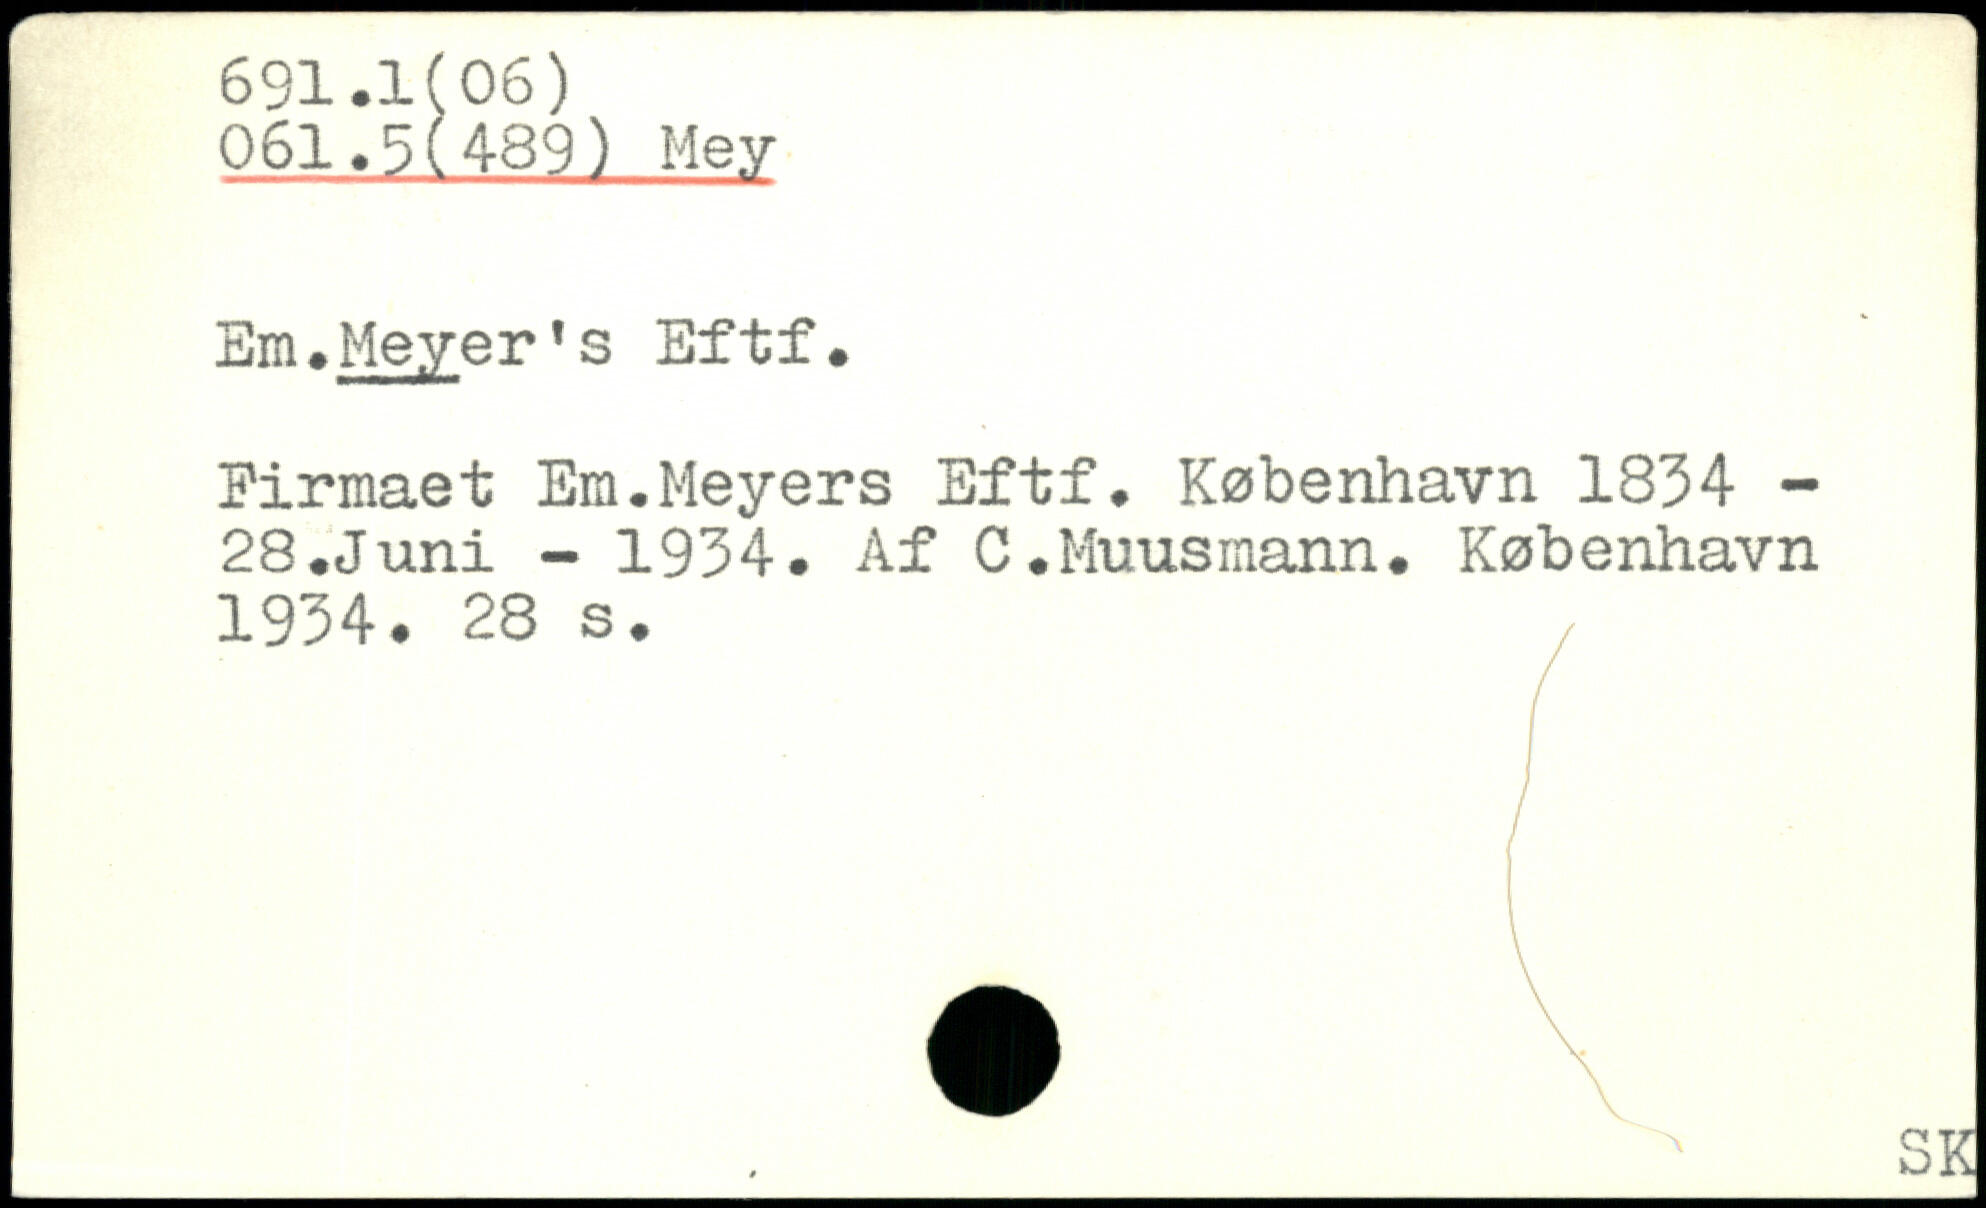 691.1(06)
061.5(489) Mey
Em.Meyer's Eftf.
Firmaet Em.Meyers Eftf. København 1834 -
28.Juni - 1934. Af C.Muusmann. København
1934. 28 s.
SK